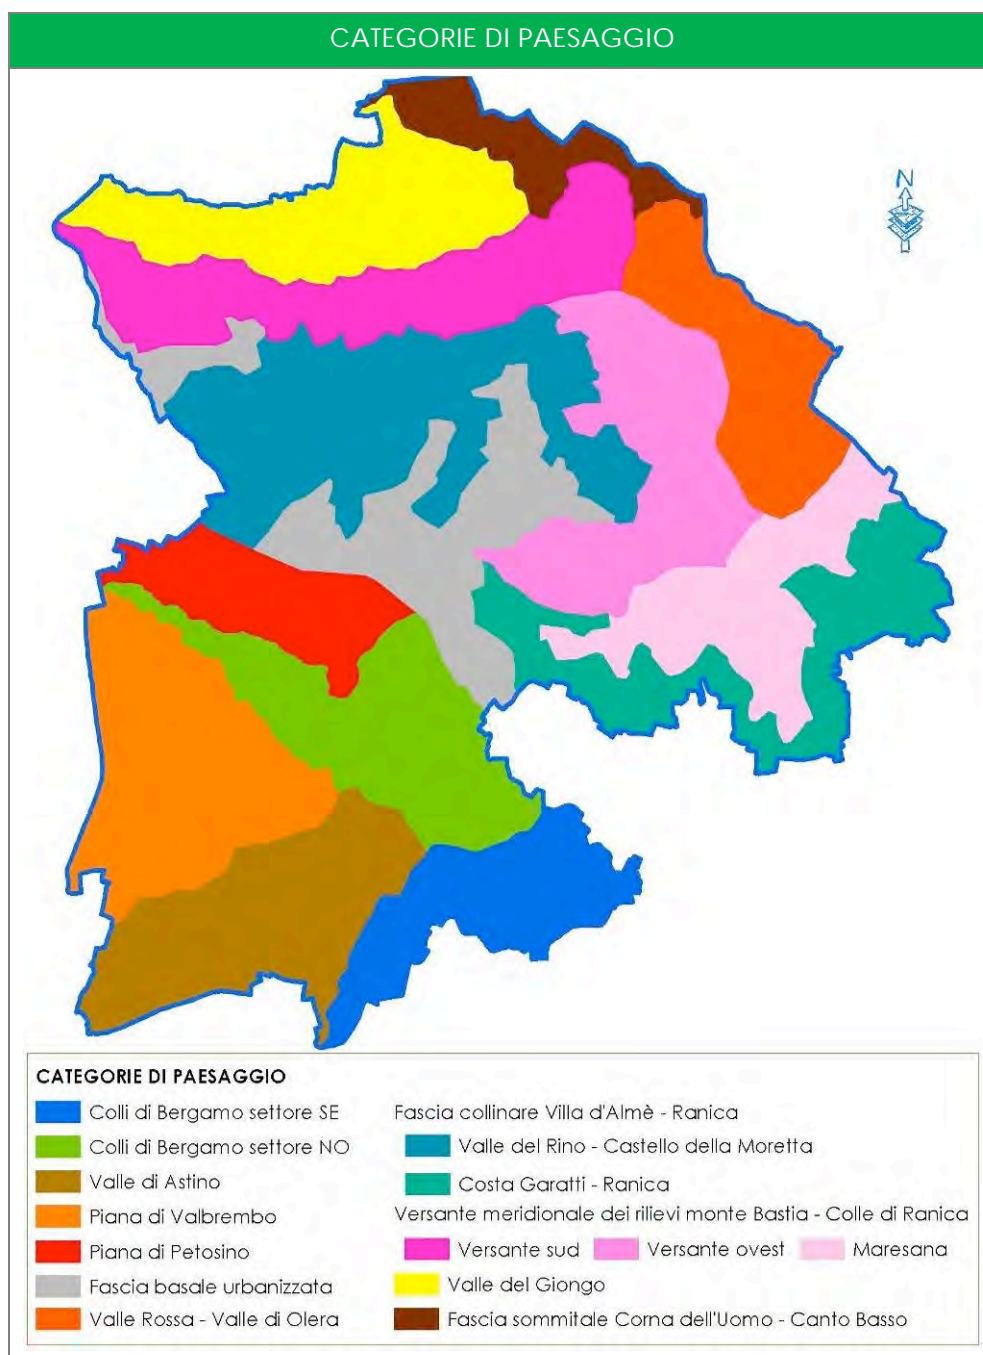 CATEGORIE DI PAESAGGIO
N
CATEGORIE DI PAESAGGIO
Colli di Bergamo settore SE
Colli di Bergamo settore NO
Valle di Astino
Piana di Valbrembo
Piana di Petosino
Fascia basale urbanizzata
Valle Rossa - Valle di Olera
Fascia collinare Villa d'Almè - Ranica
Valle del Rino - Castello della Moretta
Costa Garatti - Ranica
Versante meridionale dei rilievi monte Bastia - Colle di Ranica
Versante sud Versante ovest Maresana
Valle del Giongo
Fascia sommitale Corna dell'Uomo - Canto Basso